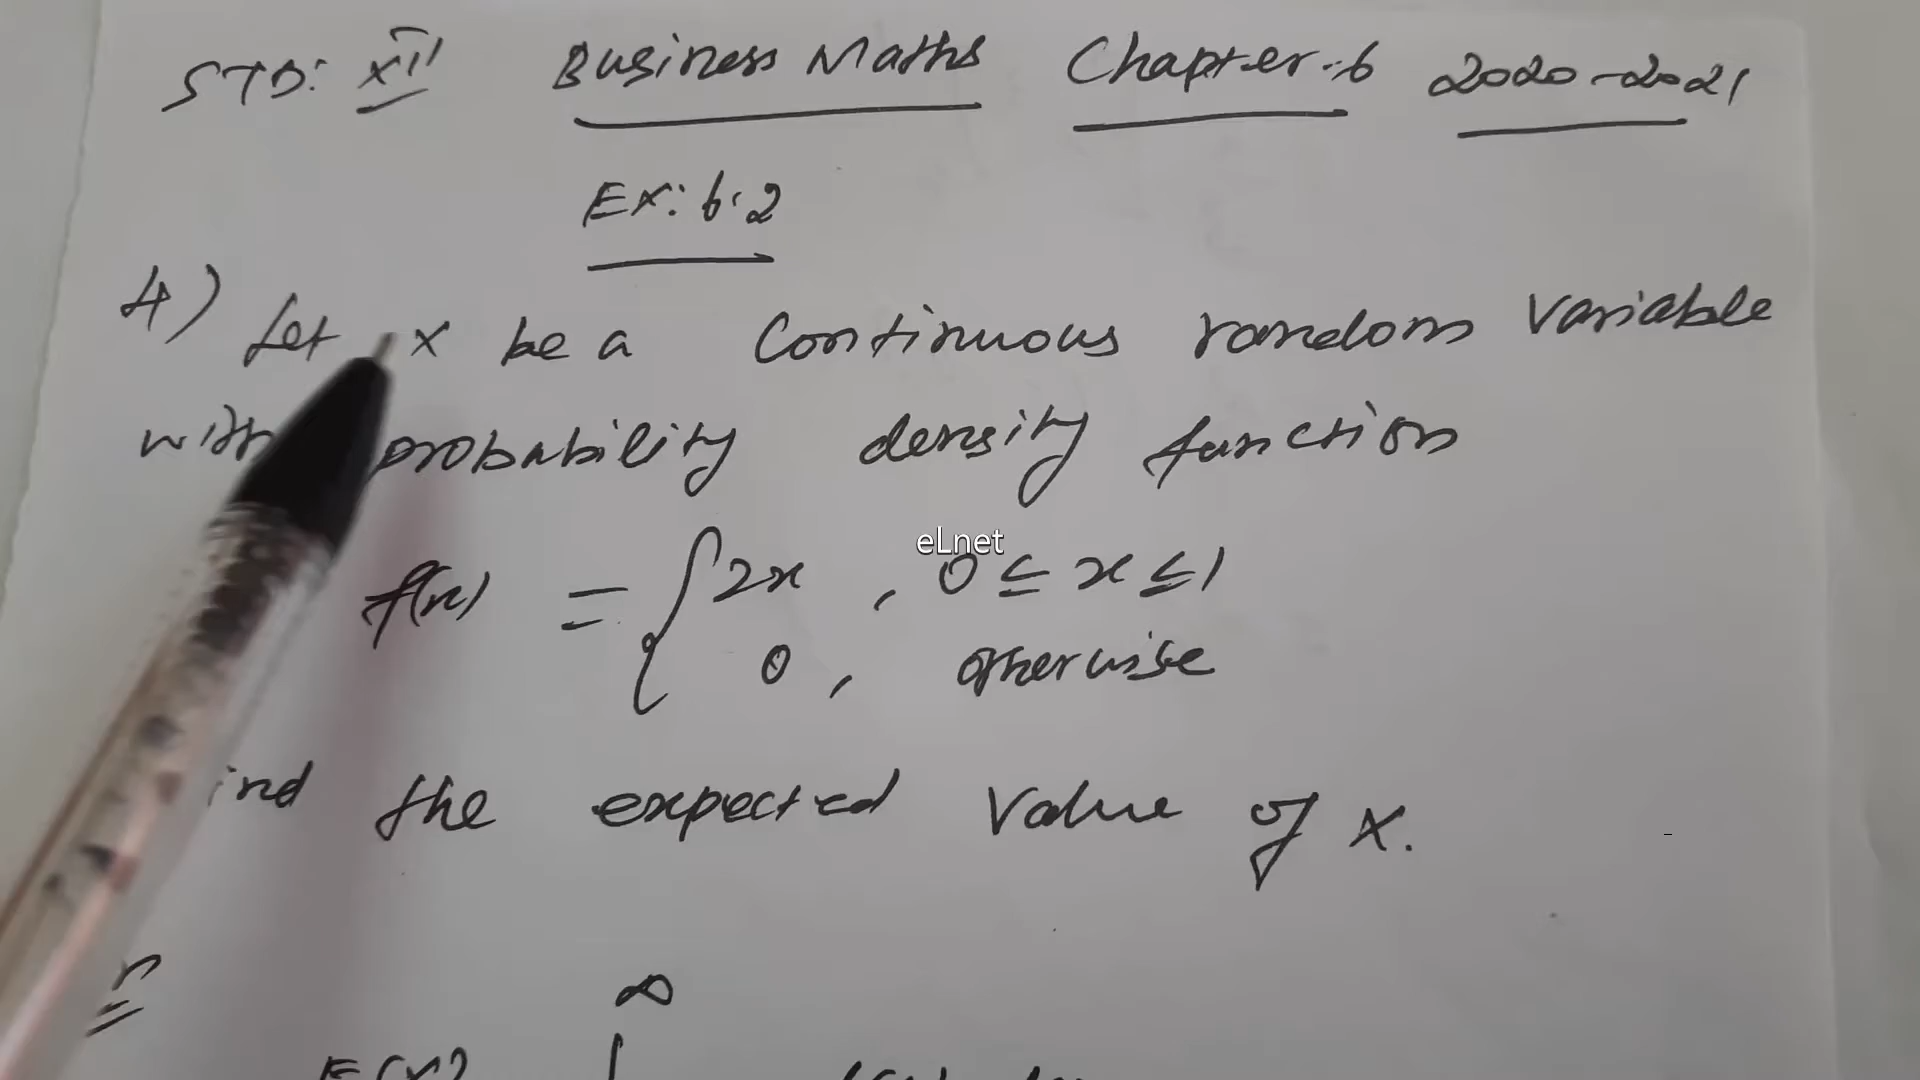 STD: XII Business Maths Chapter-6 2020-2021
Ex: 6.2
4) Let X be a Continuous random variable
with probability density function
eLnet
f(x) = { 2x , 0 ≤ x ≤ 1
0 , otherwise
ind the expected value of X.
∞
E(X)